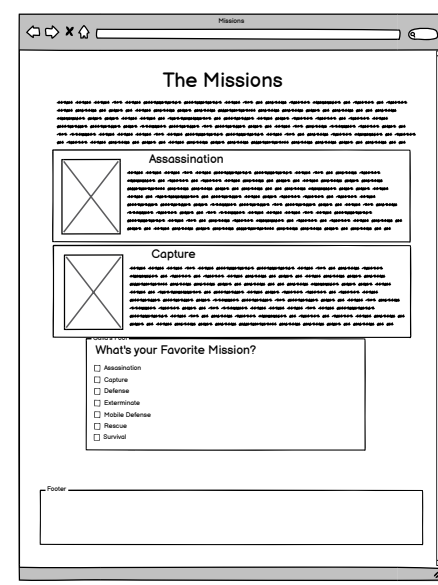 Missions
The Missions
Assassination
Capture
What's your Favorite Mission?
Assasination
Capture
Defense
Exterminate
Mobile Defense
Rescue
Survival
Footer